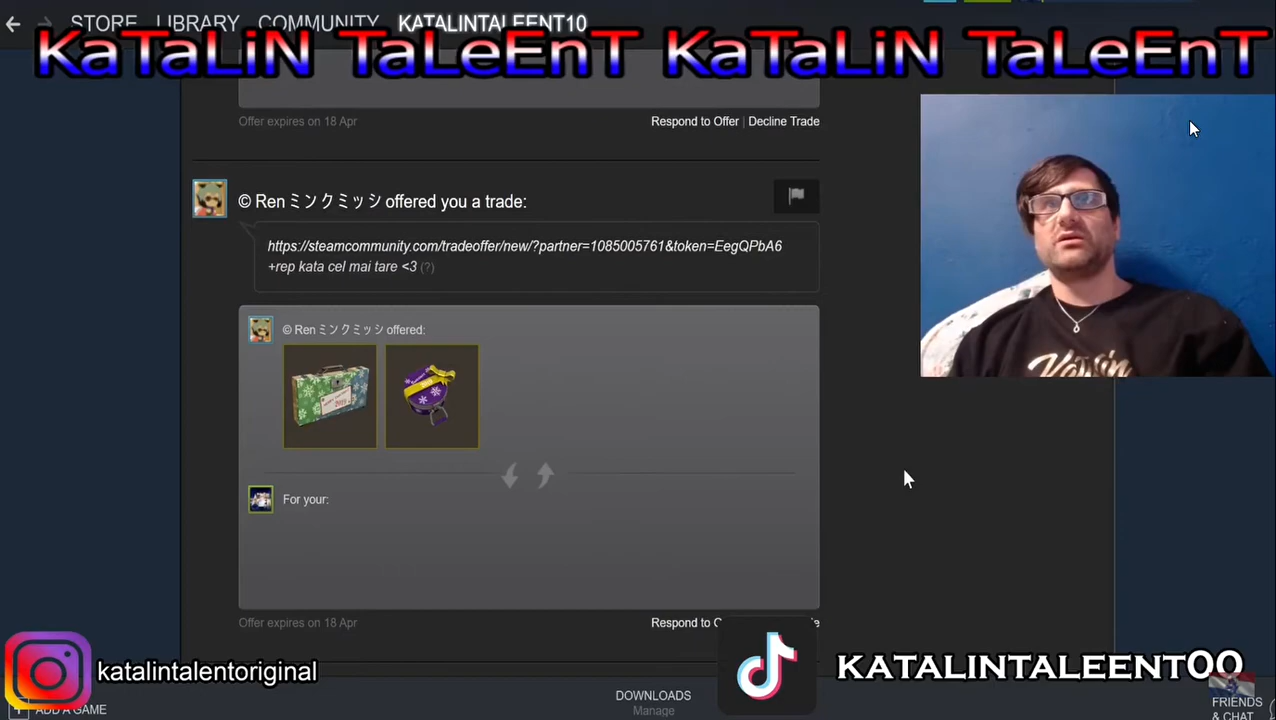 STORE LIBRARY COMMUNITY KATALINTALEENT10
KaTaLiN TaLeEnT KaTaLiN TaLeEnT
Offer expires on 18 Apr
Respond to Offer | Decline Trade
© Ren ミンクミッシ offered you a trade:
https://steamcommunity.com/tradeoffer/new/?partner=1085005761&token=EegQPbA6
+rep kata cel mai tare <3 (?)
© Ren ミンクミッシ offered:
For your:
Offer expires on 18 Apr
Respond to
katalintalentoriginal
KATALINTALEENT00
ADD A GAME
DOWNLOADS
Manage
FRIENDS
& CHAT